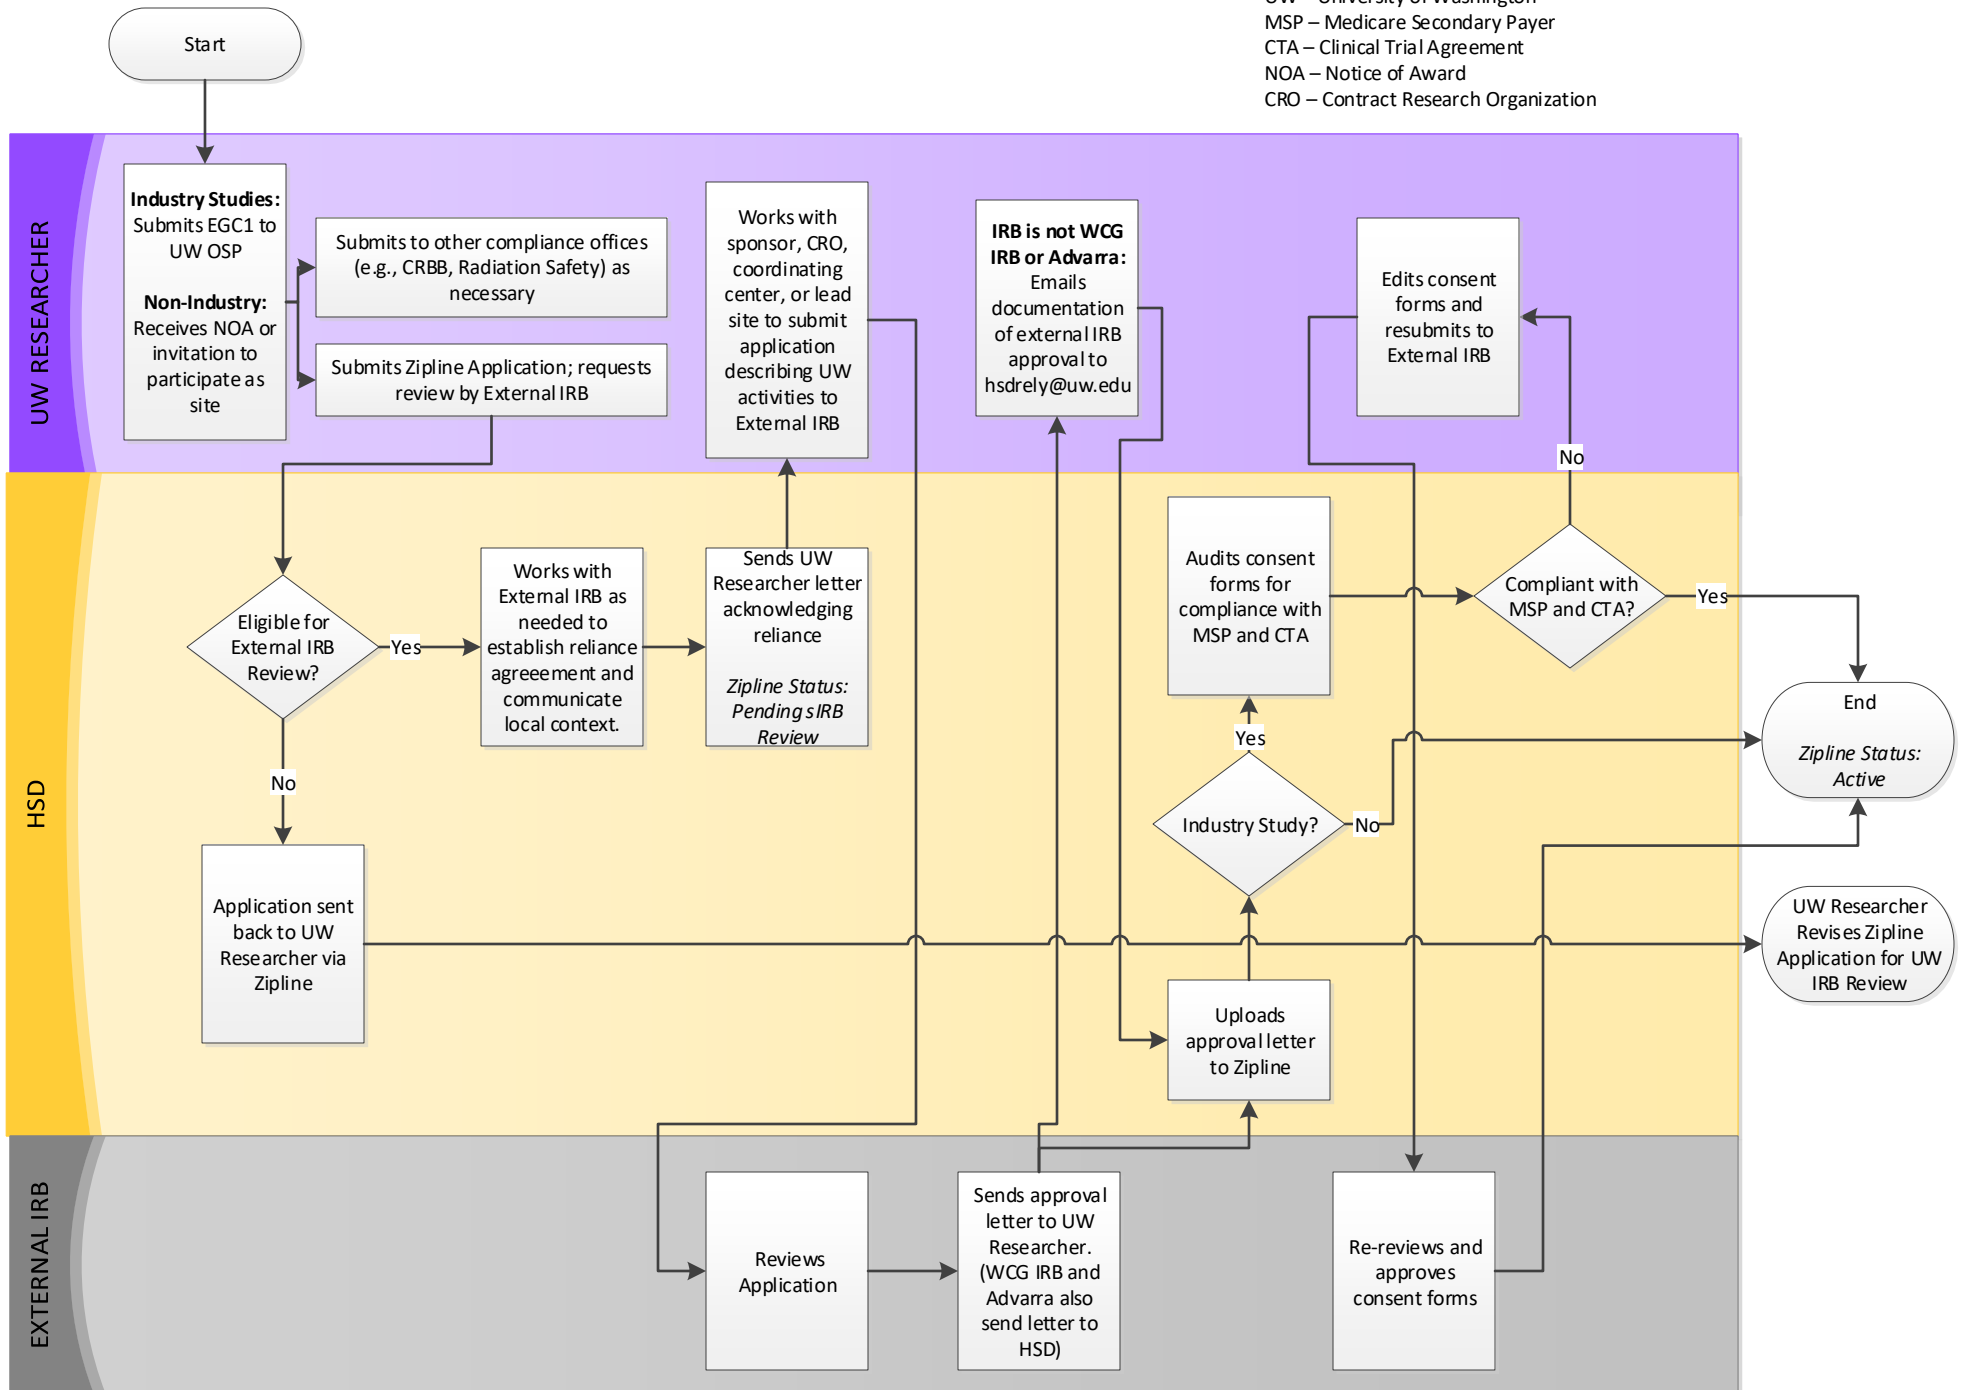 UW – University of Washington
MSP – Medicare Secondary Payer
CTA – Clinical Trial Agreement
NOA – Notice of Award
CRO – Contract Research Organization
Start
UW RESEARCHER
Industry Studies:
Submits EGC1 to
UW OSP
Non-Industry:
Receives NOA or
invitation to
participate as
site
Submits to other compliance offices
(e.g., CRBB, Radiation Safety) as
necessary
Submits Zipline Application; requests
review by External IRB
Works with
sponsor, CRO,
coordinating
center, or lead
site to submit
application
describing UW
activities to
External IRB
IRB is not WCG
IRB or Advarra:
Emails
documentation
of external IRB
approval to
hsdrely@uw.edu
Edits consent
forms and
resubmits to
External IRB
No
HSD
Eligible for
External IRB
Review?
Yes
No
Works with
External IRB as
needed to
establish reliance
agreeement and
communicate
local context.
Sends UW
Researcher letter
acknowledging
reliance
Zipline Status:
Pending sIRB
Review
Audits consent
forms for
compliance with
MSP and CTA
Compliant with
MSP and CTA?
Yes
Yes
Industry Study?
No
End
Zipline Status:
Active
Application sent
back to UW
Researcher via
Zipline
UW Researcher
Revises Zipline
Application for UW
IRB Review
Uploads
approval letter
to Zipline
EXTERNAL IRB
Reviews
Application
Sends approval
letter to UW
Researcher.
(WCG IRB and
Advarra also
send letter to
HSD)
Re-reviews and
approves
consent forms